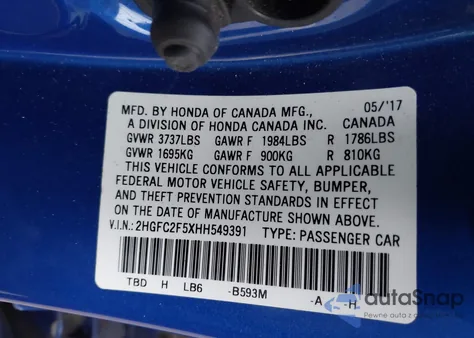 MFD. BY HONDA OF CANADA MFG., 05/'17
A DIVISION OF HONDA CANADA INC. CANADA
GVWR 3737LBS GAWR F 1984LBS R 1786LBS
GVWR 1695KG GAWR F 900KG R 810KG
THIS VEHICLE CONFORMS TO ALL APPLICABLE
FEDERAL MOTOR VEHICLE SAFETY, BUMPER,
AND THEFT PREVENTION STANDARDS IN EFFECT
ON THE DATE OF MANUFACTURE SHOWN ABOVE.
V.I.N.: 2HGFC2F5XHH549391 TYPE: PASSENGER CAR
TBD H LB6 -B593M -A -H
autoSnap
Pewne auta z